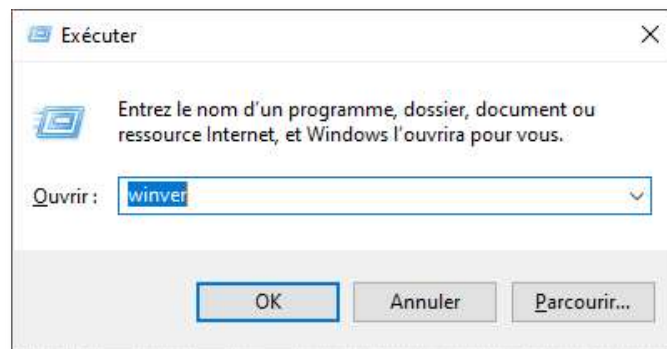 Exécuter
Entrez le nom d'un programme, dossier, document ou
ressource Internet, et Windows l'ouvrira pour vous.
Ouvrir : winver
OK Annuler Parcourir...